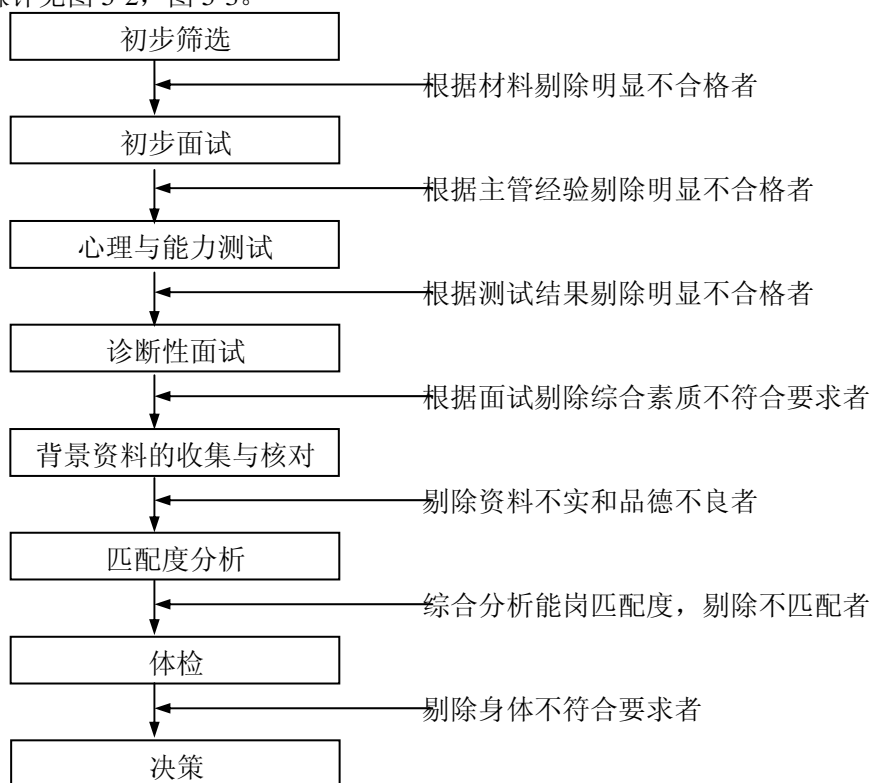 图 3-2，图 3-3。
初步筛选
根据材料剔除明显不合格者
初步面试
根据主管经验剔除明显不合格者
心理与能力测试
根据测试结果剔除明显不合格者
诊断性面试
根据面试剔除综合素质不符合要求者
背景资料的收集与核对
剔除资料不实和品德不良者
匹配度分析
综合分析能岗匹配度，剔除不匹配者
体检
剔除身体不符合要求者
决策